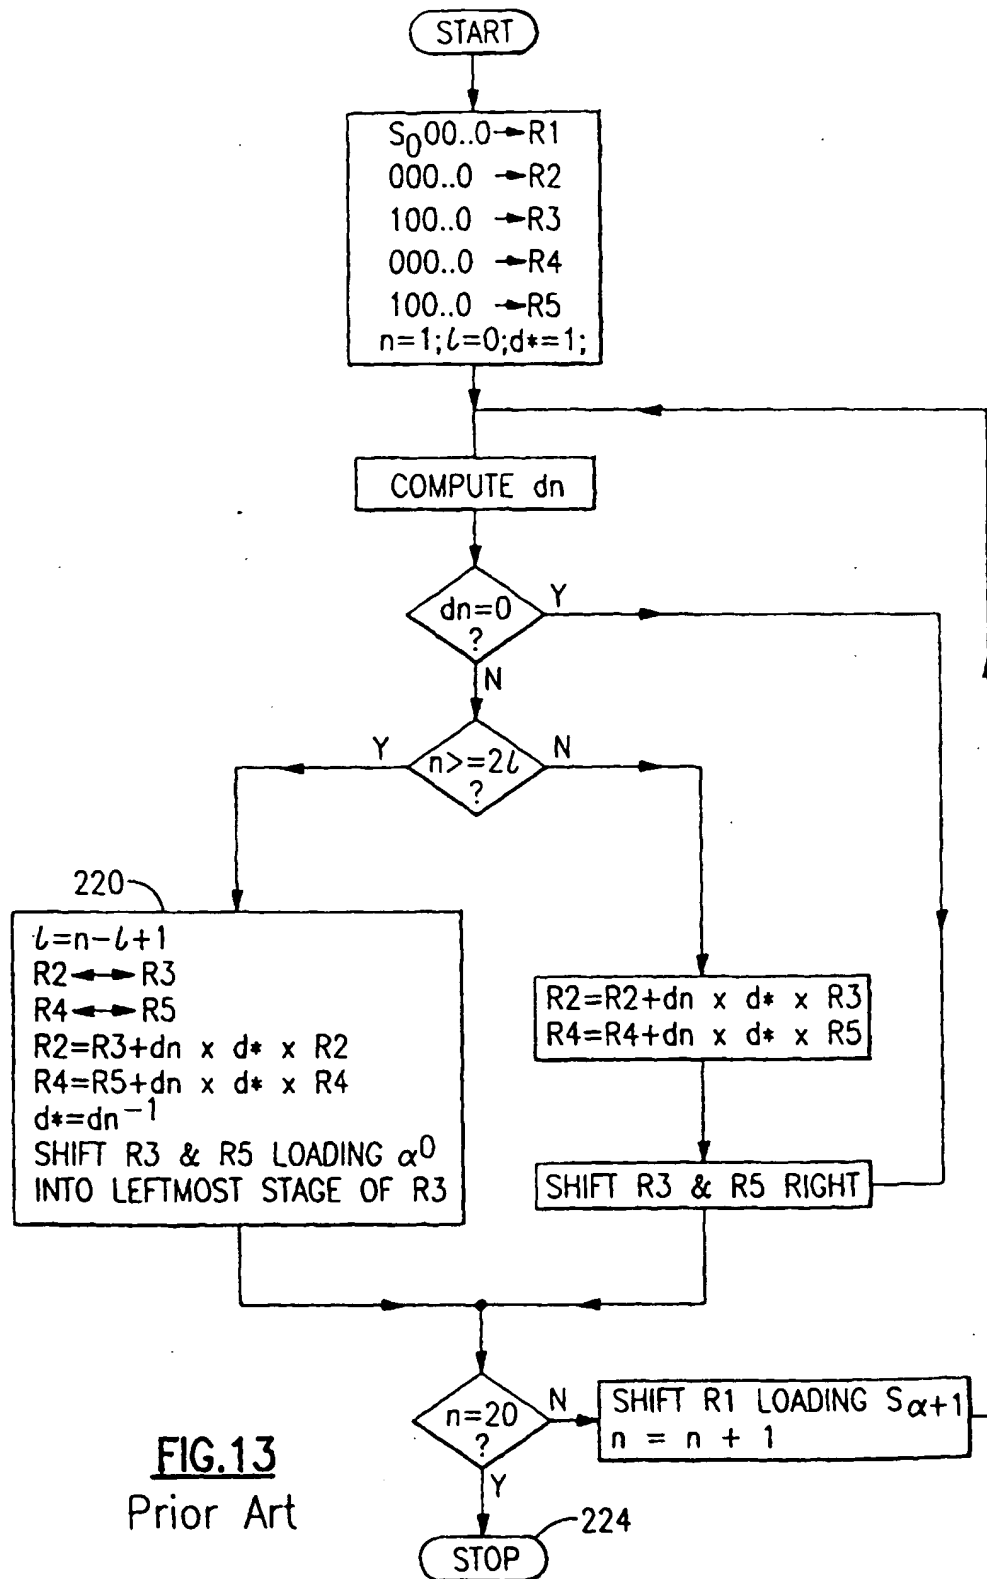 START
S₀00..0→R1
000..0 →R2
100..0 →R3
000..0 →R4
100..0 →R5
n=1;ℓ=0;d*=1;
COMPUTE dn
dn=0
?
Y
N
n>=2ℓ
?
Y
N
220
ℓ=n-ℓ+1
R2↔R3
R4↔R5
R2=R3+dn x d* x R2
R4=R5+dn x d* x R4
d*=dn⁻¹
SHIFT R3 & R5 LOADING α⁰
INTO LEFTMOST STAGE OF R3
R2=R2+dn x d* x R3
R4=R4+dn x d* x R5
SHIFT R3 & R5 RIGHT
n=20
?
N
Y
SHIFT R1 LOADING Sα+1
n = n + 1
FIG.13
Prior Art
224
STOP